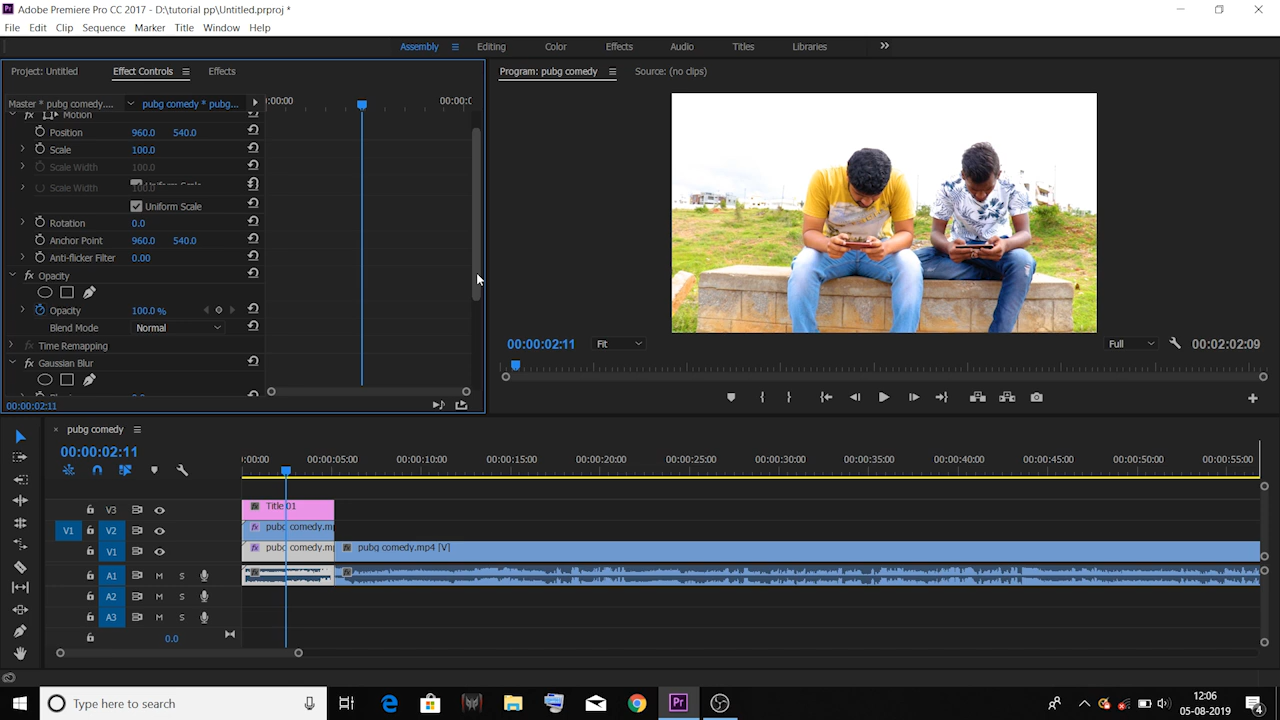 Adobe Premiere Pro CC 2017 - D:\tutorial pp\Untitled.prproj *
File Edit Clip Sequence Marker Title Window Help
Assembly Editing Color Effects Audio Titles Libraries
Project: Untitled Effect Controls Effects
Program: pubg comedy Source: (no clips)
Master * pubg comedy.... pubg comedy * pubg... :00:00 00:00:(
Motion
Position 960.0 540.0
Scale 100.0
Scale Width 100.0
Scale Width
Uniform Scale
Rotation 0.0
Anchor Point 960.0 540.0
Anti-flicker Filter 0.00
Opacity
Opacity 100.0 %
Blend Mode Normal
Time Remapping
Gaussian Blur
00:00:02:11
00:00:02:11 Fit Full 00:02:02:09
pubg comedy
00:00:02:11
:00:00 00:00:05:00 00:00:10:00 00:00:15:00 00:00:20:00 00:00:25:00 00:00:30:00 00:00:35:00 00:00:40:00 00:00:45:00 00:00:50:00 00:00:55:00
V3 Title 01
V1 V2 pubg comedy.mp
V1 pubg comedy.mp pubg comedy.mp4 [V]
A1 M S
A2 M S
A3 M S
0.0
Type here to search
12:06
05-08-2019
4